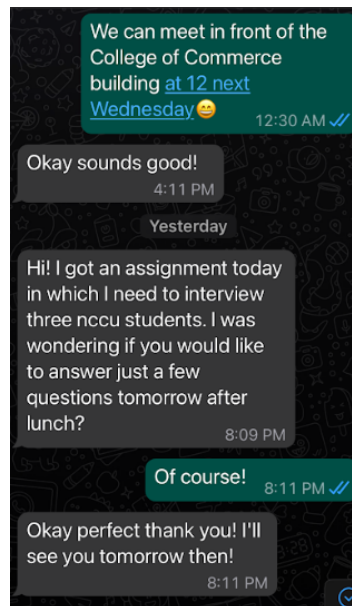 We can meet in front of the
College of Commerce
building at 12 next
Wednesday😄
12:30 AM
Okay sounds good!
4:11 PM
Yesterday
Hi! I got an assignment today
in which I need to interview
three nccu students. I was
wondering if you would like
to answer just a few
questions tomorrow after
lunch?
8:09 PM
Of course!
8:11 PM
Okay perfect thank you! I'll
see you tomorrow then!
8:11 PM